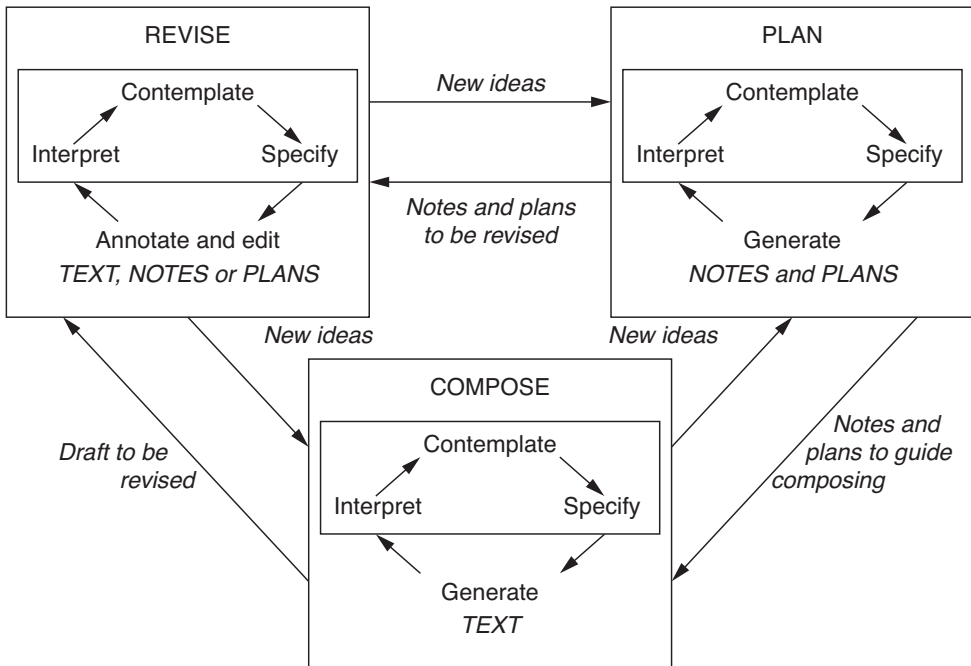 REVISE
Contemplate
Interpret
Specify
Annotate and edit
TEXT, NOTES or PLANS
New ideas
Notes and plans
to be revised
PLAN
Contemplate
Interpret
Specify
Generate
NOTES and PLANS
New ideas
New ideas
Draft to be
revised
COMPOSE
Contemplate
Interpret
Specify
Generate
TEXT
Notes and
plans to guide
composing